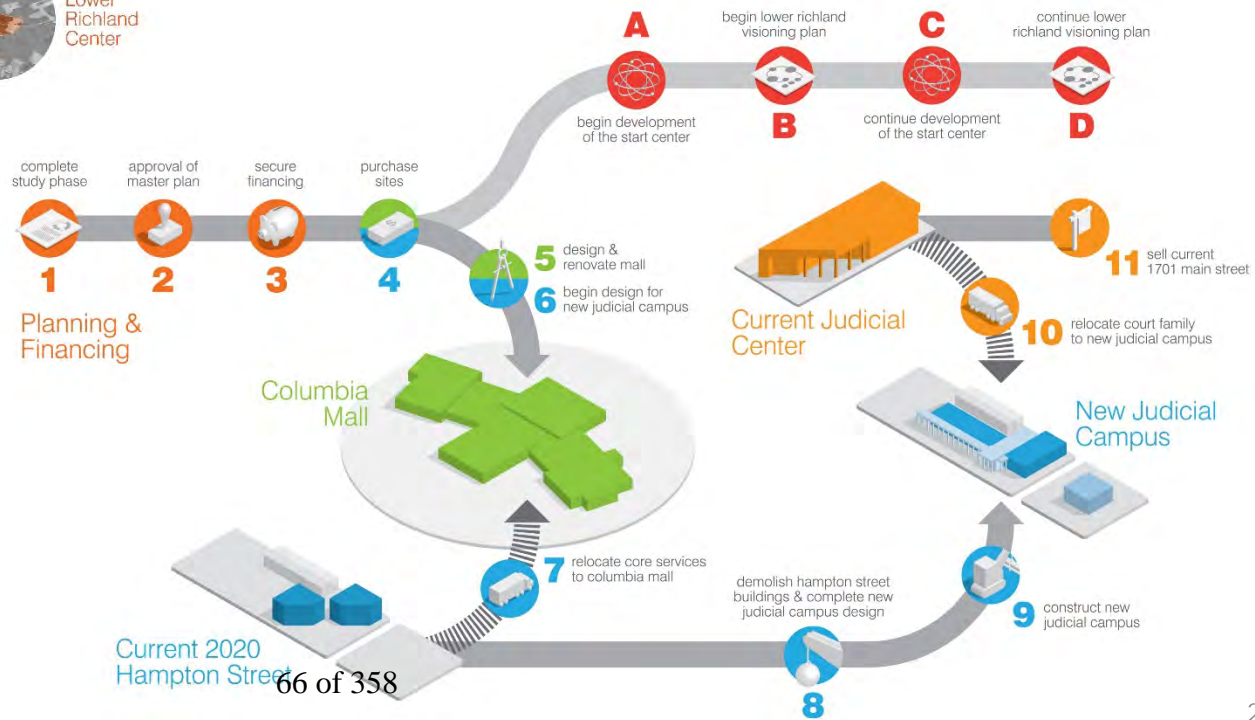 Lower
Richland
Center
A
begin development
of the start center
begin lower richland
visioning plan
B
C
continue development
of the start center
continue lower
richland visioning plan
D
complete
study phase
1
approval of
master plan
2
secure
financing
3
purchase
sites
4
Planning &
Financing
5 design &
renovate mall
6 begin design for
new judicial campus
Current Judicial
Center
11 sell current
1701 main street
10 relocate court family
to new judicial campus
Columbia
Mall
New Judicial
Campus
7 relocate core services
to columbia mall
demolish hampton street
buildings & complete new
judicial campus design
8
9 construct new
judicial campus
Current 2020
Hampton Street
66 of 358